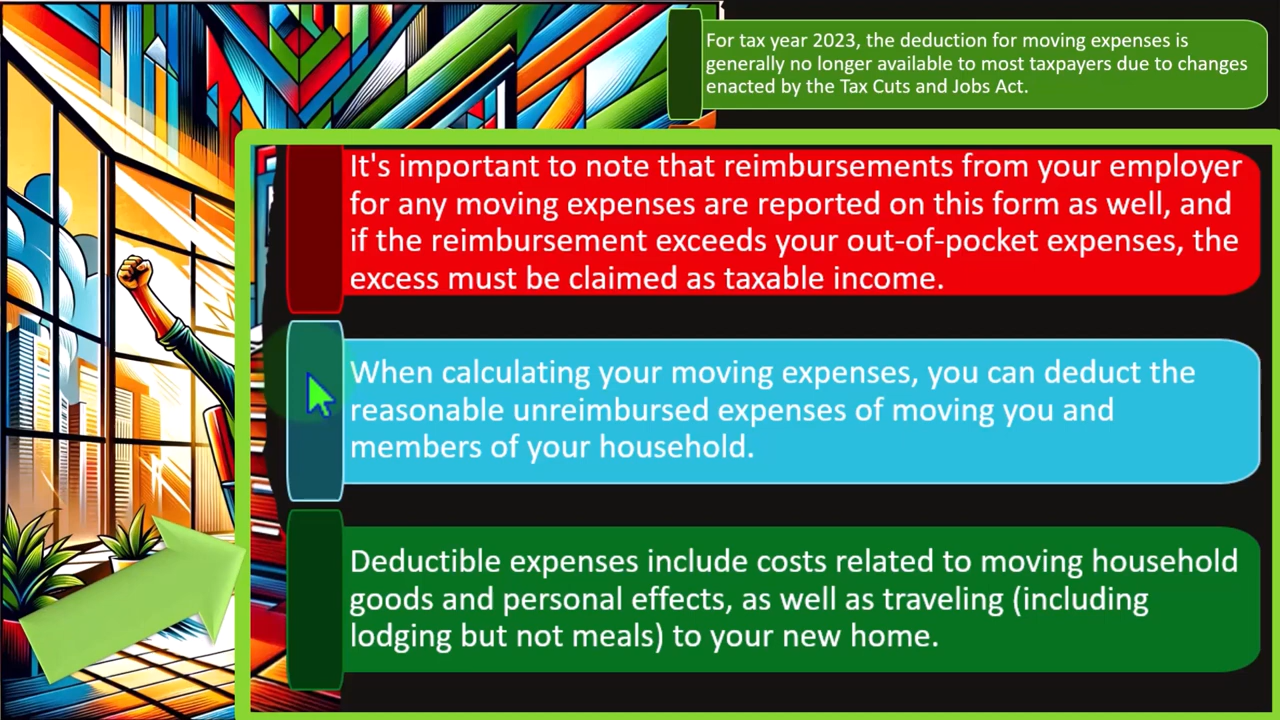 For tax year 2023, the deduction for moving expenses is
generally no longer available to most taxpayers due to changes
enacted by the Tax Cuts and Jobs Act.
It's important to note that reimbursements from your employer
for any moving expenses are reported on this form as well, and
if the reimbursement exceeds your out-of-pocket expenses, the
excess must be claimed as taxable income.
When calculating your moving expenses, you can deduct the
reasonable unreimbursed expenses of moving you and
members of your household.
Deductible expenses include costs related to moving household
goods and personal effects, as well as traveling (including
lodging but not meals) to your new home.